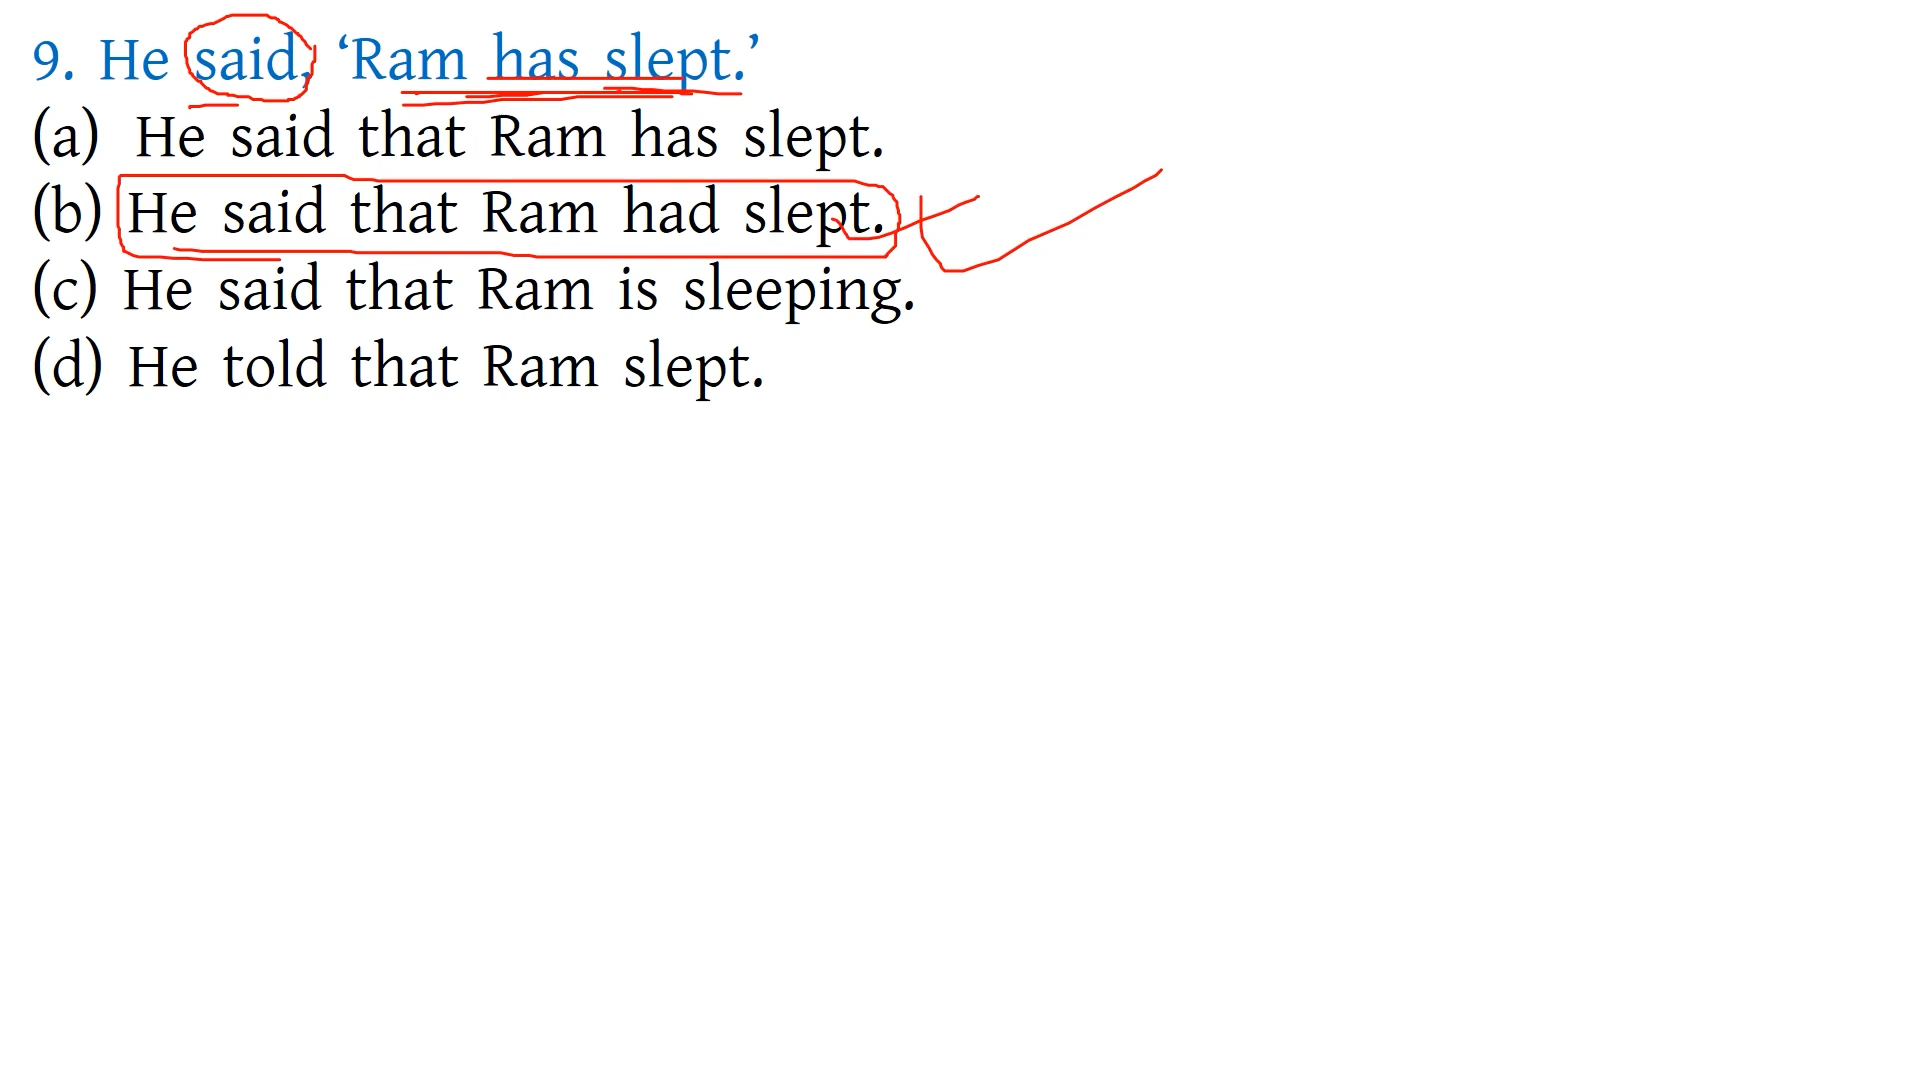 9. He said, ‘Ram has slept.’
(a) He said that Ram has slept.
(b) He said that Ram had slept.
(c) He said that Ram is sleeping.
(d) He told that Ram slept.